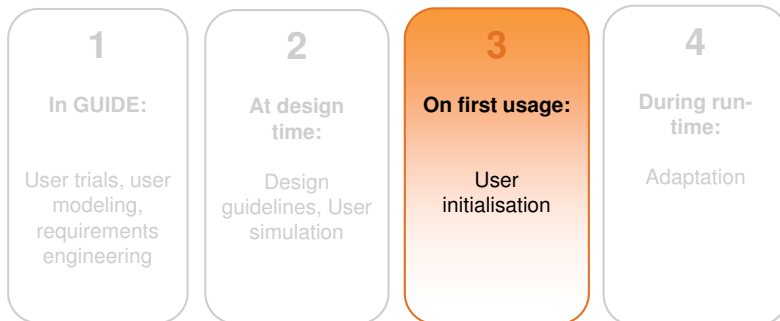 1
In GUIDE:
User trials, user
modeling,
requirements
engineering
2
At design
time:
Design
guidelines, User
simulation
3
On first usage:
User
initialisation
4
During run-
time:
Adaptation